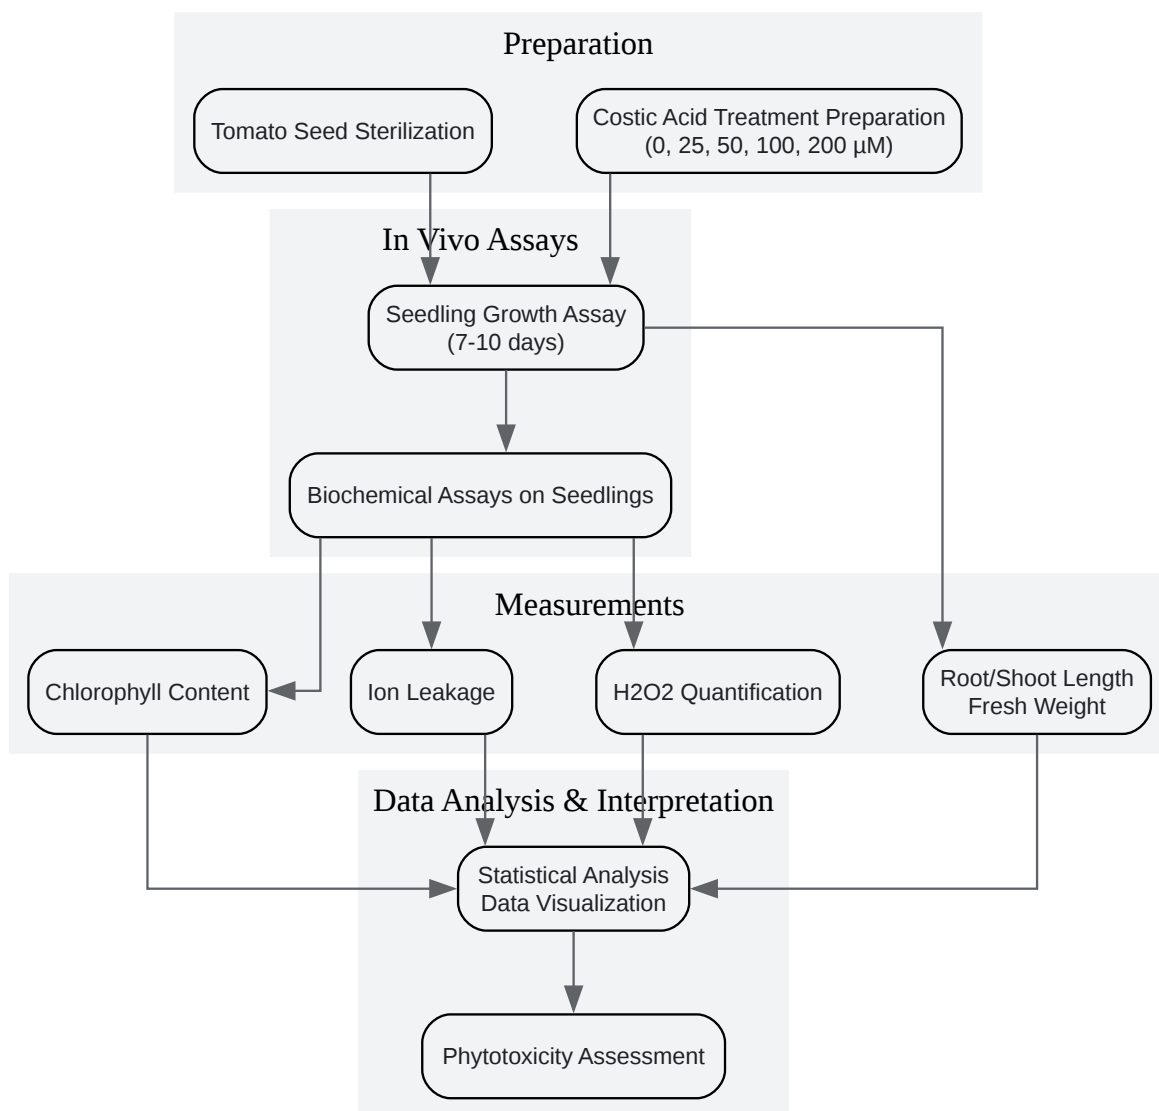 Preparation
Tomato Seed Sterilization
Costic Acid Treatment Preparation
(0, 25, 50, 100, 200 µM)
In Vivo Assays
Seedling Growth Assay
(7-10 days)
Biochemical Assays on Seedlings
Measurements
Chlorophyll Content
Ion Leakage
H2O2 Quantification
Root/Shoot Length
Fresh Weight
Data Analysis & Interpretation
Statistical Analysis
Data Visualization
Phytotoxicity Assessment